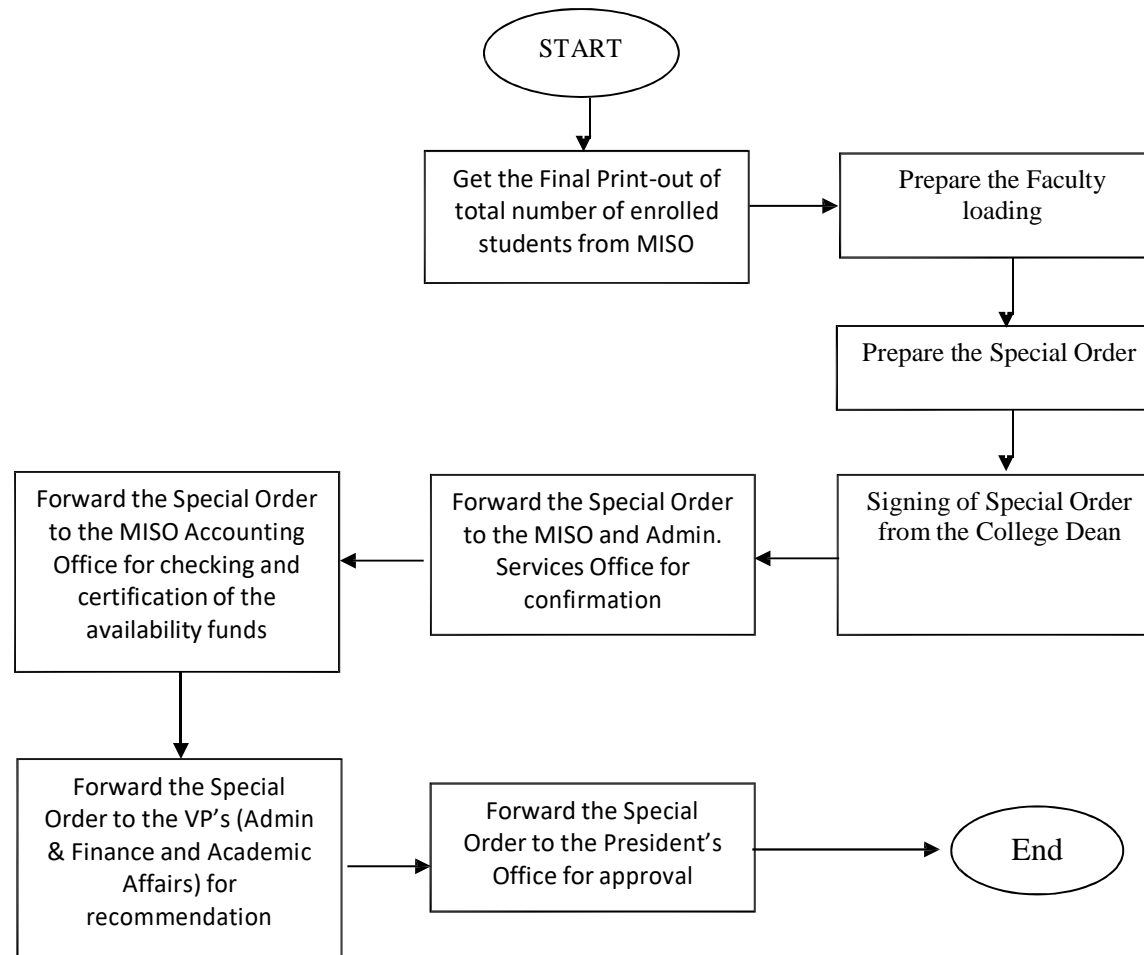 START
Get the Final Print-out of
total number of enrolled
students from MISO
Prepare the Faculty
loading
Prepare the Special Order
Signing of Special Order
from the College Dean
Forward the Special Order
to the MISO and Admin.
Services Office for
confirmation
Forward the Special Order
to the MISO Accounting
Office for checking and
certification of the
availability funds
Forward the Special
Order to the VP’s (Admin
& Finance and Academic
Affairs) for
recommendation
Forward the Special
Order to the President’s
Office for approval
End